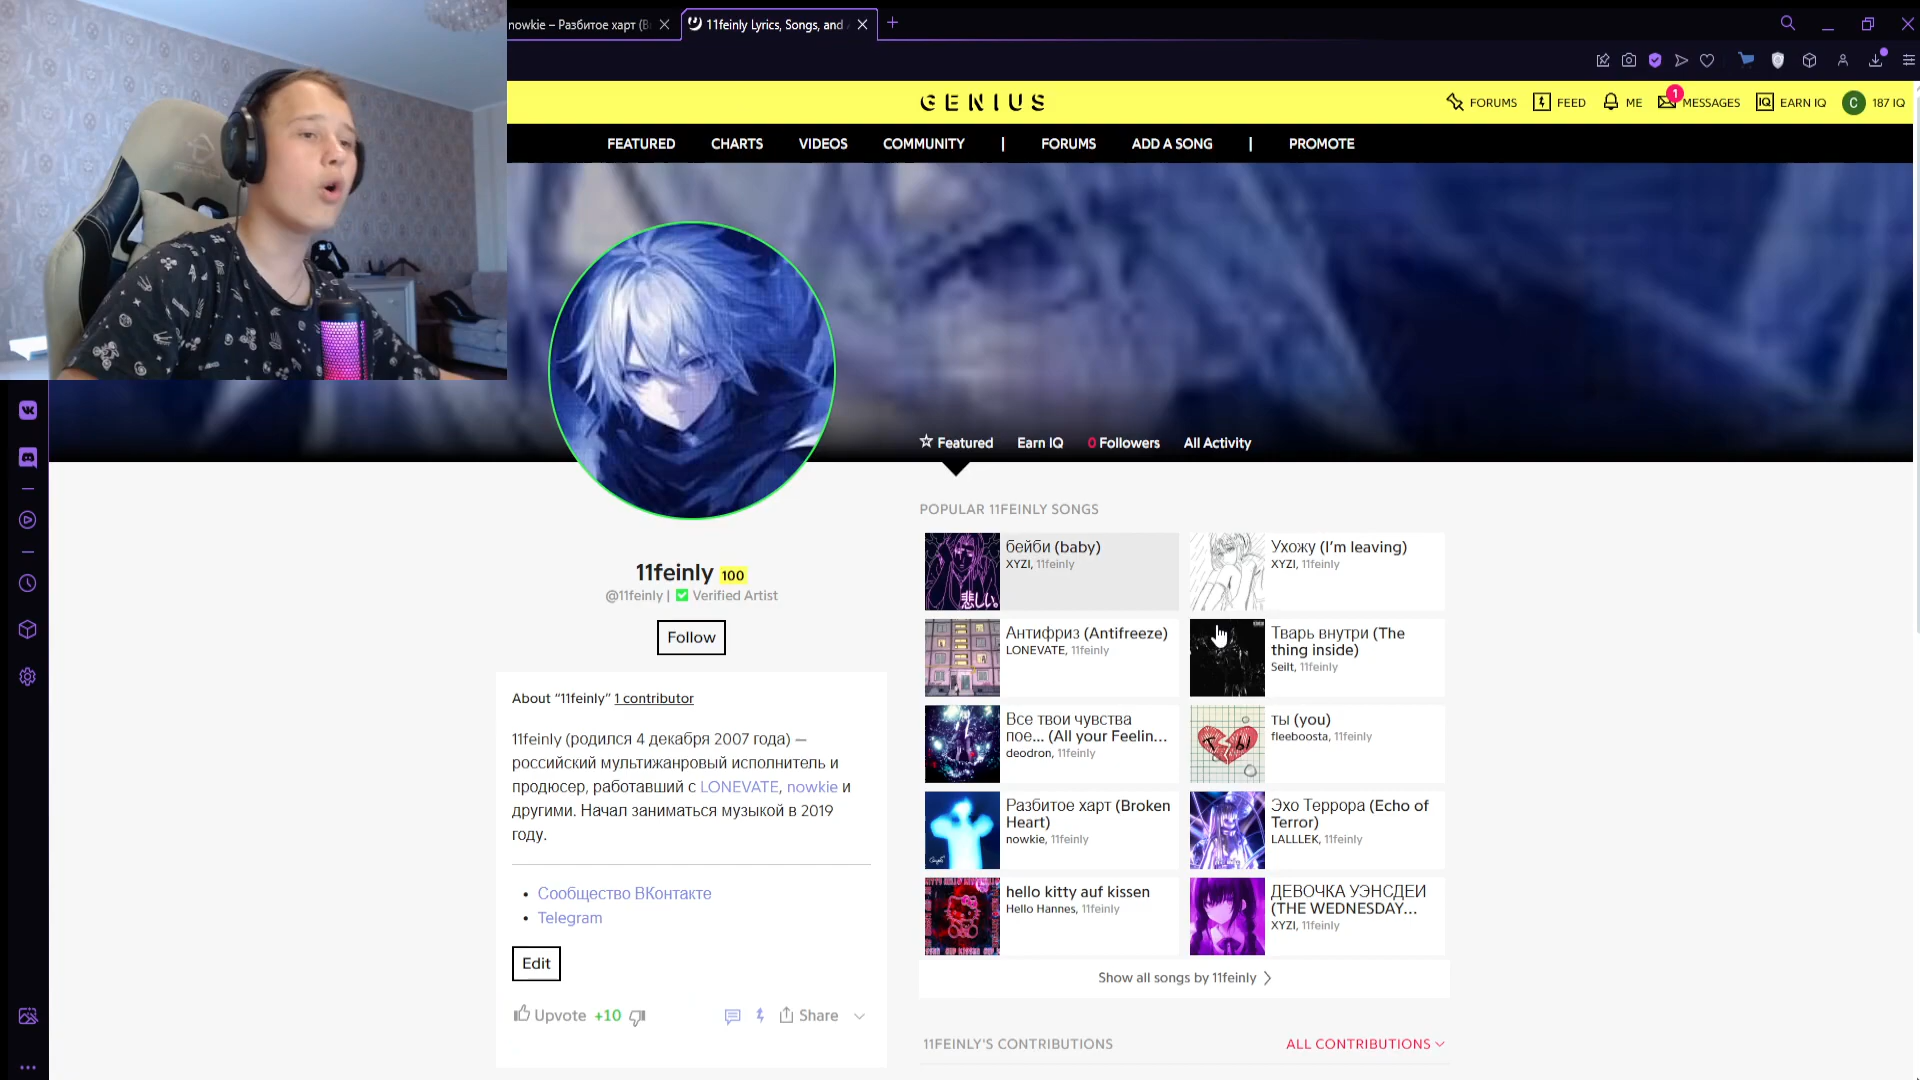 nowkie – Разбитое харт (B
11feinly Lyrics, Songs, and
GENIUS
FORUMS
FEED
ME
1
MESSAGES
EARN IQ
C
187 IQ
FEATURED
CHARTS
VIDEOS
COMMUNITY
|
FORUMS
ADD A SONG
|
PROMOTE
Featured
Earn IQ
0 Followers
All Activity
11feinly 100
@11feinly | Verified Artist
Follow
About “11feinly” 1 contributor
11feinly (родился 4 декабря 2007 года) —
российский мультижанровый исполнитель и
продюсер, работавший с LONEVATE, nowkie и
другими. Начал заниматься музыкой в 2019
году.
• Сообщество ВКонтакте
• Telegram
Edit
Upvote +10
Share
POPULAR 11FEINLY SONGS
悲しい。
бейби (baby)
XYZI, 11feinly
Ухожу (I’m leaving)
XYZI, 11feinly
Антифриз (Antifreeze)
LONEVATE, 11feinly
Тварь внутри (The
thing inside)
Seilt, 11feinly
Все твои чувства
пое... (All your Feelin...
deodron, 11feinly
ты (you)
fleeboosta, 11feinly
Разбитое харт (Broken
Heart)
nowkie, 11feinly
Эхо Террора (Echo of
Terror)
LALLLEK, 11feinly
hello kitty auf kissen
Hello Hannes, 11feinly
ДЕВОЧКА УЭНСДЕИ
(THE WEDNESDAY...
XYZI, 11feinly
Show all songs by 11feinly
11FEINLY'S CONTRIBUTIONS
ALL CONTRIBUTIONS